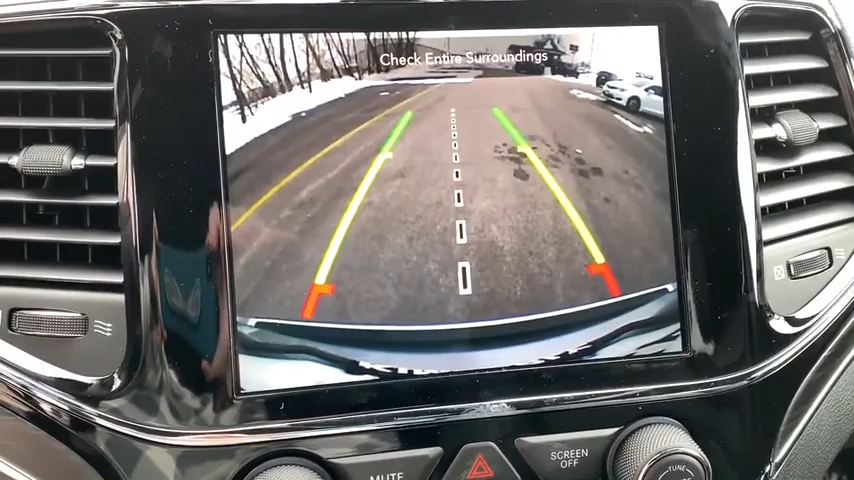 Check Entire Surroundings
MUTE
SCREEN
OFF
TUNE